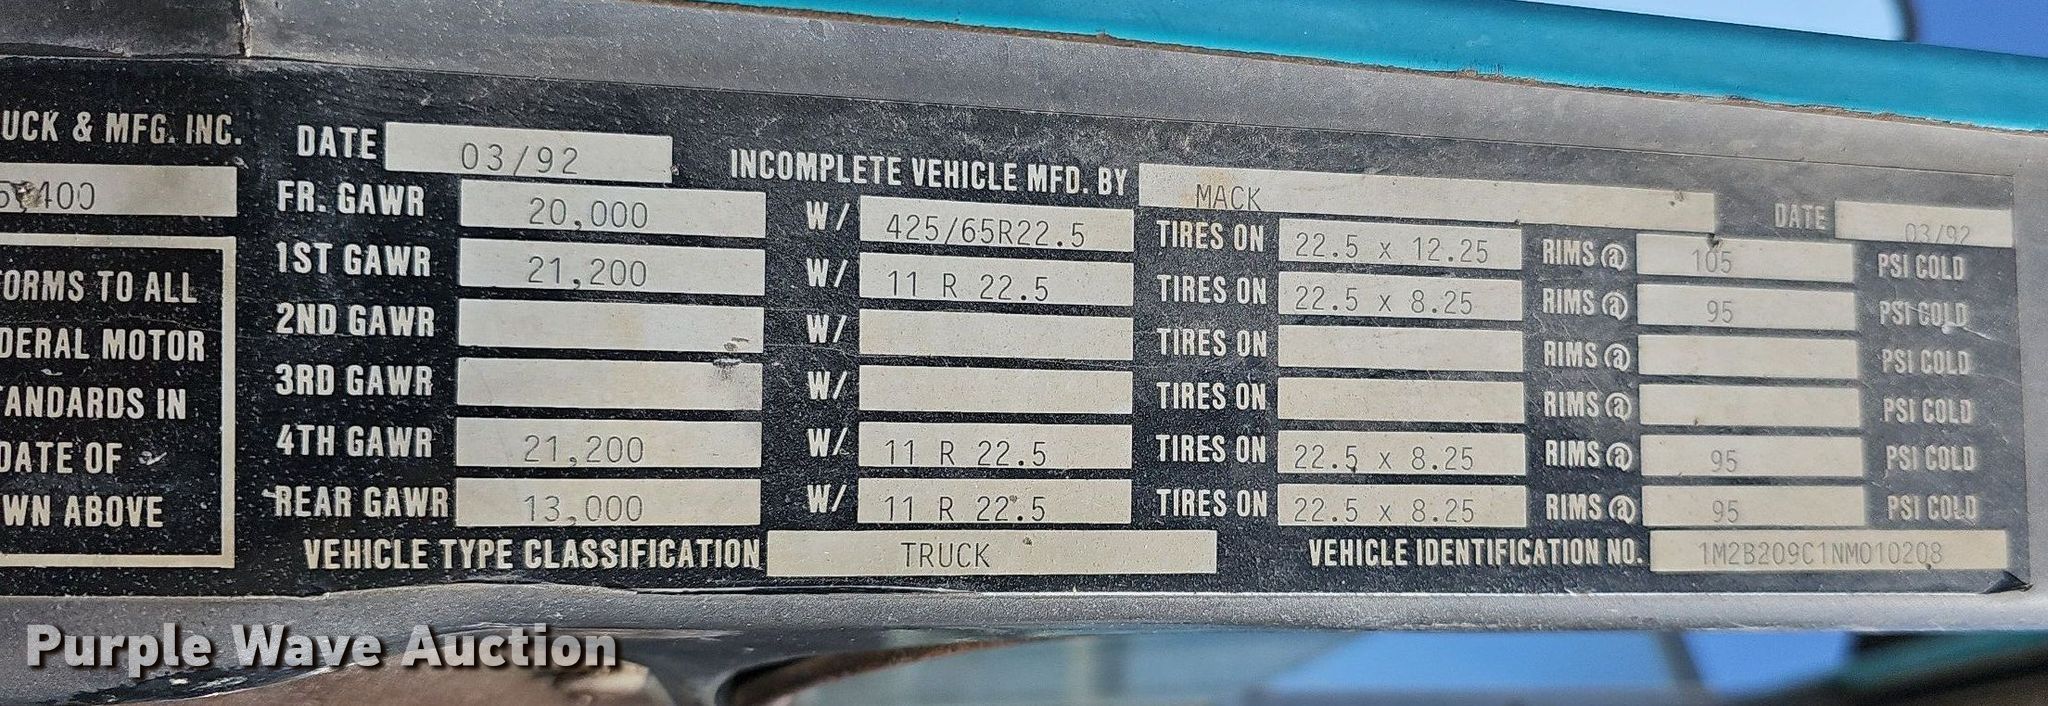 UCK & MFG. INC.
400
ORMS TO ALL
DERAL MOTOR
TANDARDS IN
DATE OF
WN ABOVE
DATE 03/92 INCOMPLETE VEHICLE MFD. BY MACK DATE 03/92
FR. GAWR 20,000 W/ 425/65R22.5 TIRES ON 22.5 x 12.25 RIMS @ 105 PSI COLD
1ST GAWR 21,200 W/ 11 R 22.5 TIRES ON 22.5 x 8.25 RIMS @ 95 PSI COLD
2ND GAWR W/ TIRES ON RIMS @ PSI COLD
3RD GAWR W/ TIRES ON RIMS @ PSI COLD
4TH GAWR 21,200 W/ 11 R 22.5 TIRES ON 22.5 x 8.25 RIMS @ 95 PSI COLD
REAR GAWR 13,000 W/ 11 R 22.5 TIRES ON 22.5 x 8.25 RIMS @ 95 PSI COLD
VEHICLE TYPE CLASSIFICATION TRUCK VEHICLE IDENTIFICATION NO. 1M2B209C1NM010208
Purple Wave Auction